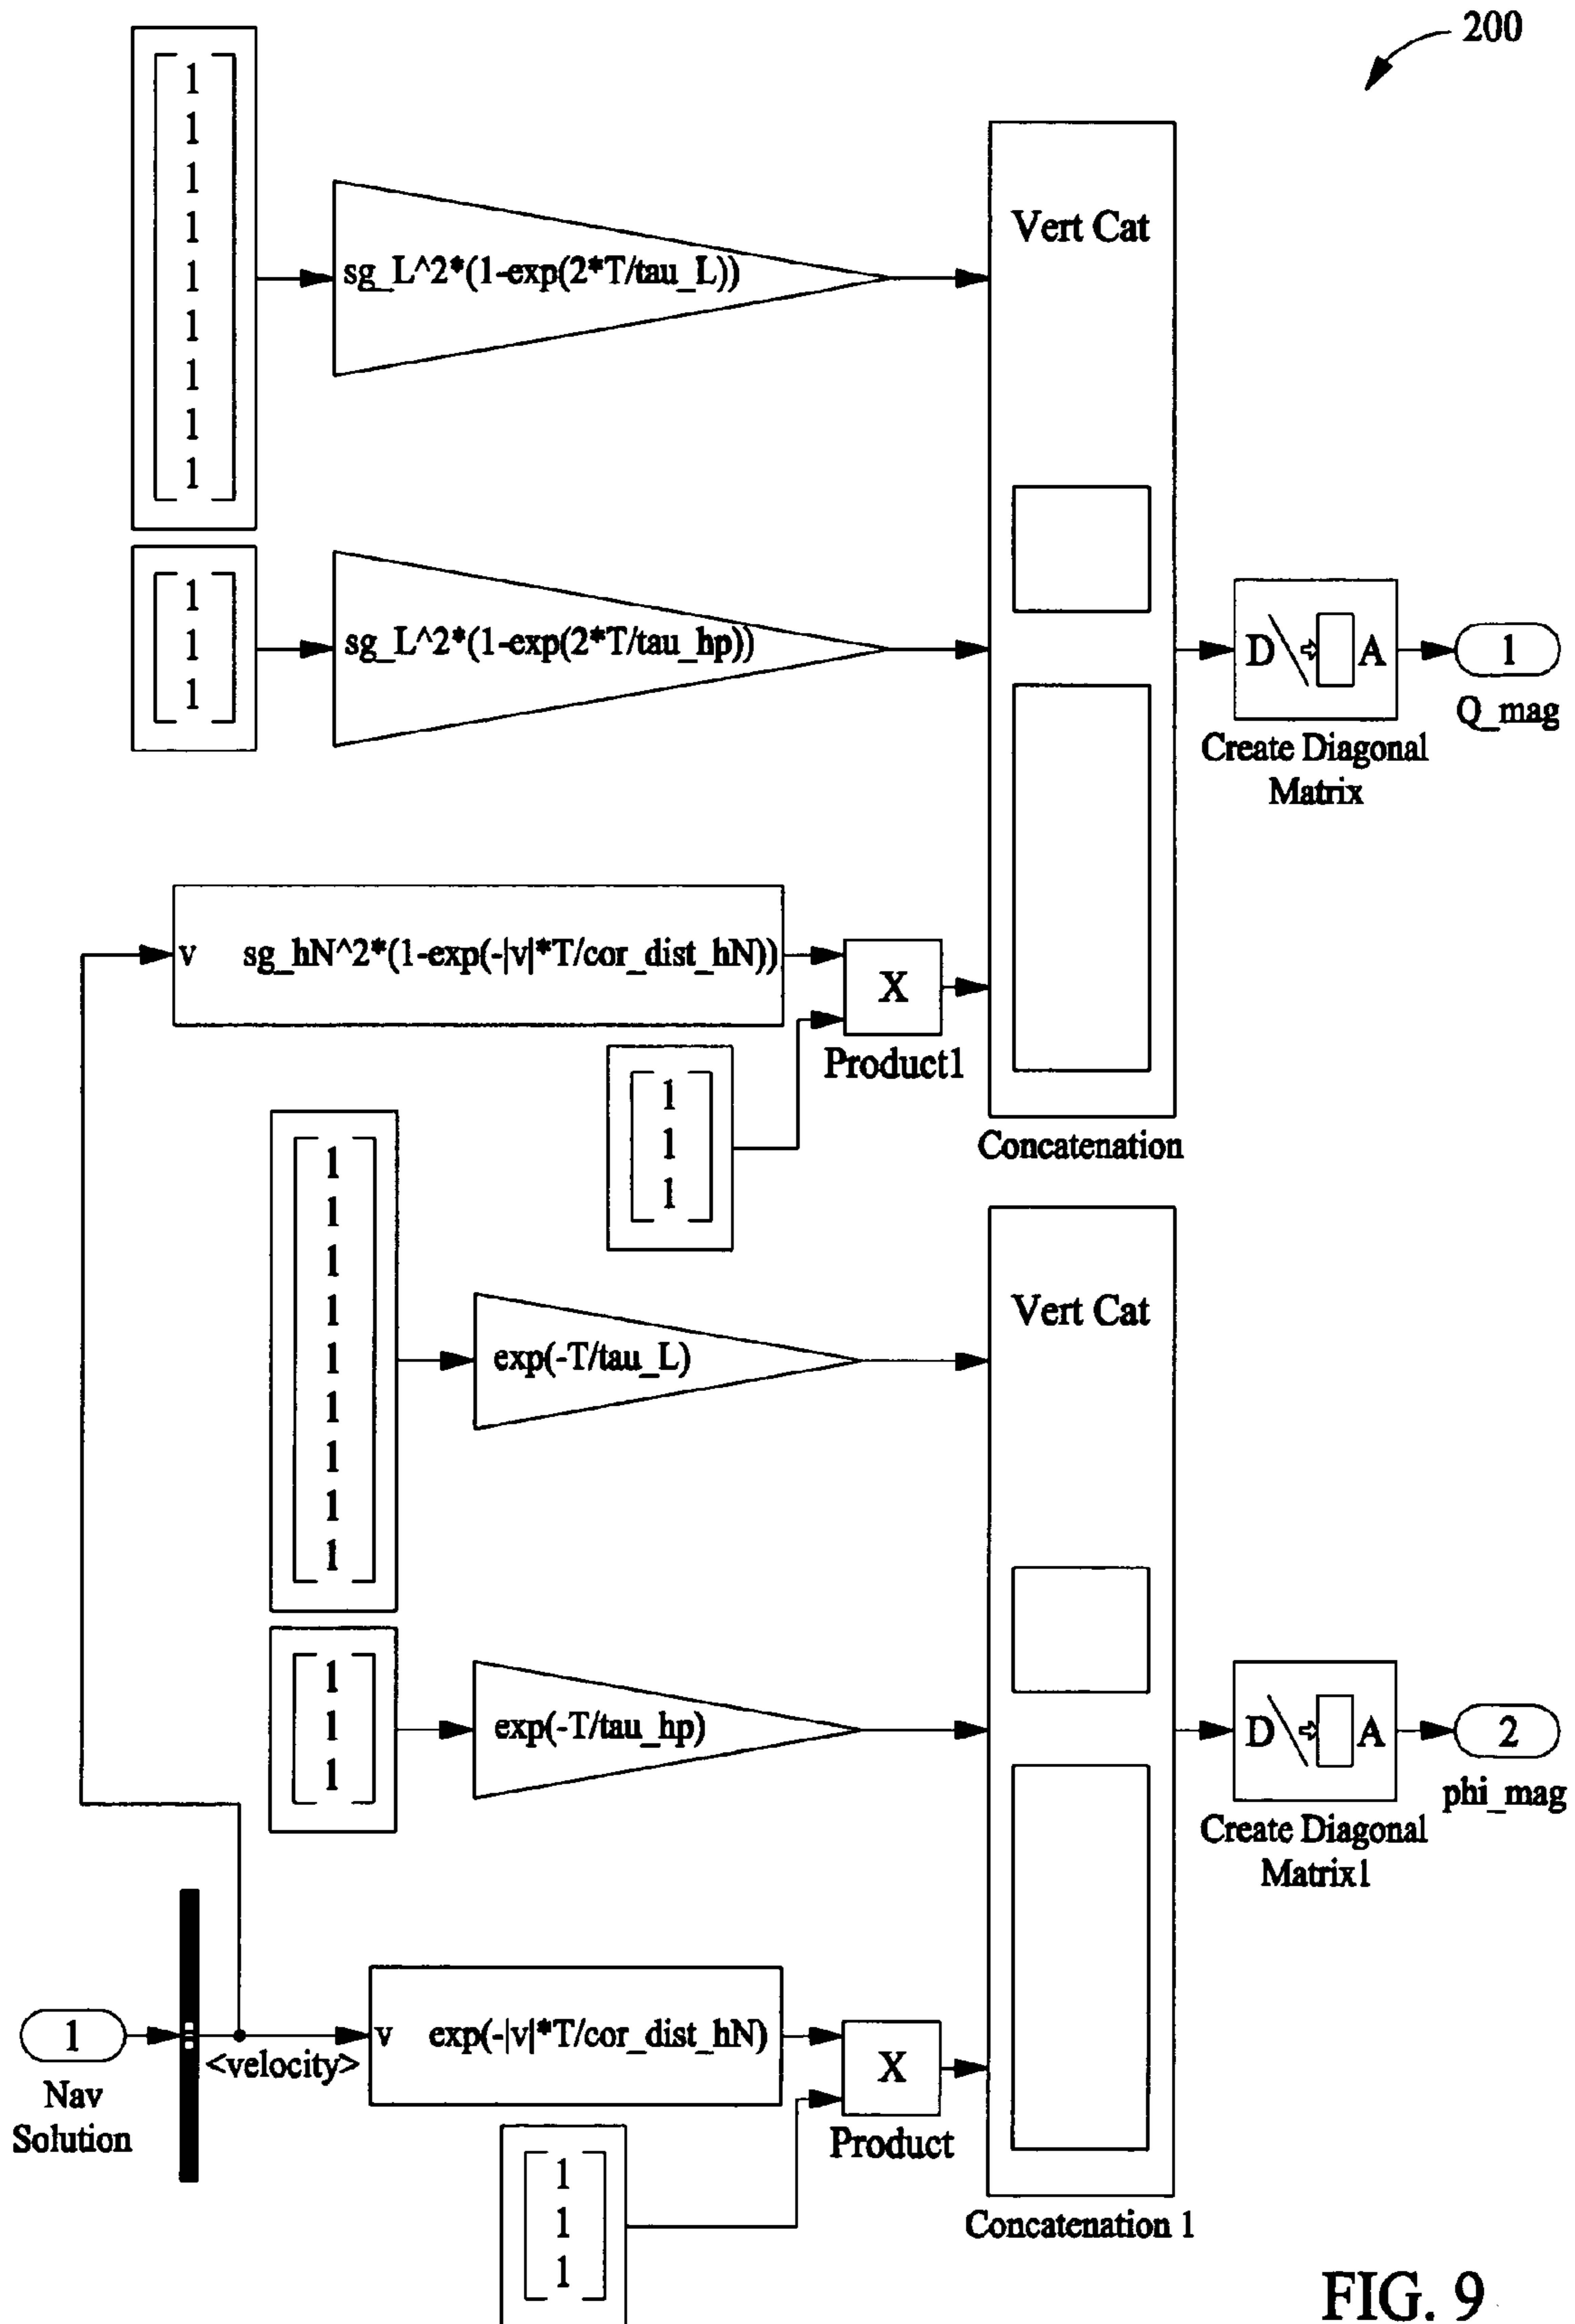 200
1
1
1
1
1
1
1
1
1
sg_L^2*(1-exp(2*T/tau_L))
Vert Cat
1
1
1
sg_L^2*(1-exp(2*T/tau_hp))
D A
1
Q_mag
Create Diagonal
Matrix
v sg_hN^2*(1-exp(-|v|*T/cor_dist_hN))
X
Product1
1
1
1
Concatenation
1
1
1
1
1
1
1
1
1
exp(-T/tau_L)
Vert Cat
1
1
1
exp(-T/tau_hp)
D A
2
phi_mag
Create Diagonal
Matrix1
1
Nav
Solution
<velocity>
v exp(-|v|*T/cor_dist_hN)
X
Product
1
1
1
Concatenation 1
FIG. 9